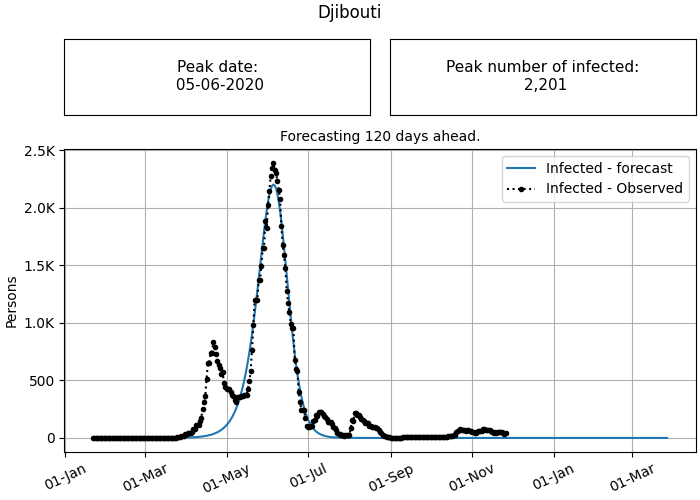 Djibouti
Peak date:
05-06-2020
Peak number of infected:
2,201
Forecasting 120 days ahead.
2.5K
2.0K
1.5K
1.0K
500
0
Persons
Infected - forecast
Infected - Observed
01-Jan
01-Mar
01-May
01-Jul
01-Sep
01-Nov
01-Jan
01-Mar